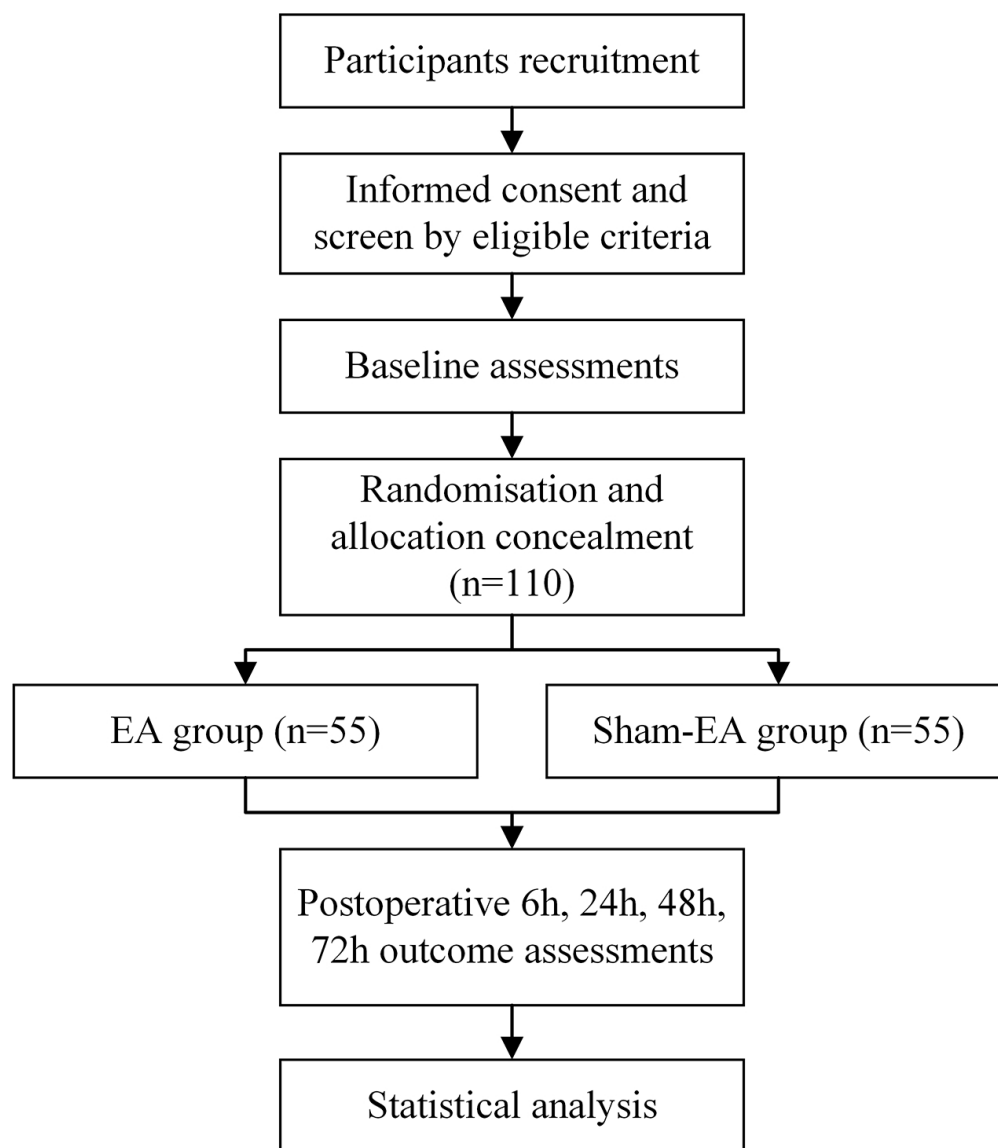 Participants recruitment
Informed consent and
screen by eligible criteria
Baseline assessments
Randomisation and
allocation concealment
(n=110)
EA group (n=55)
Sham-EA group (n=55)
Postoperative 6h, 24h, 48h,
72h outcome assessments
Statistical analysis